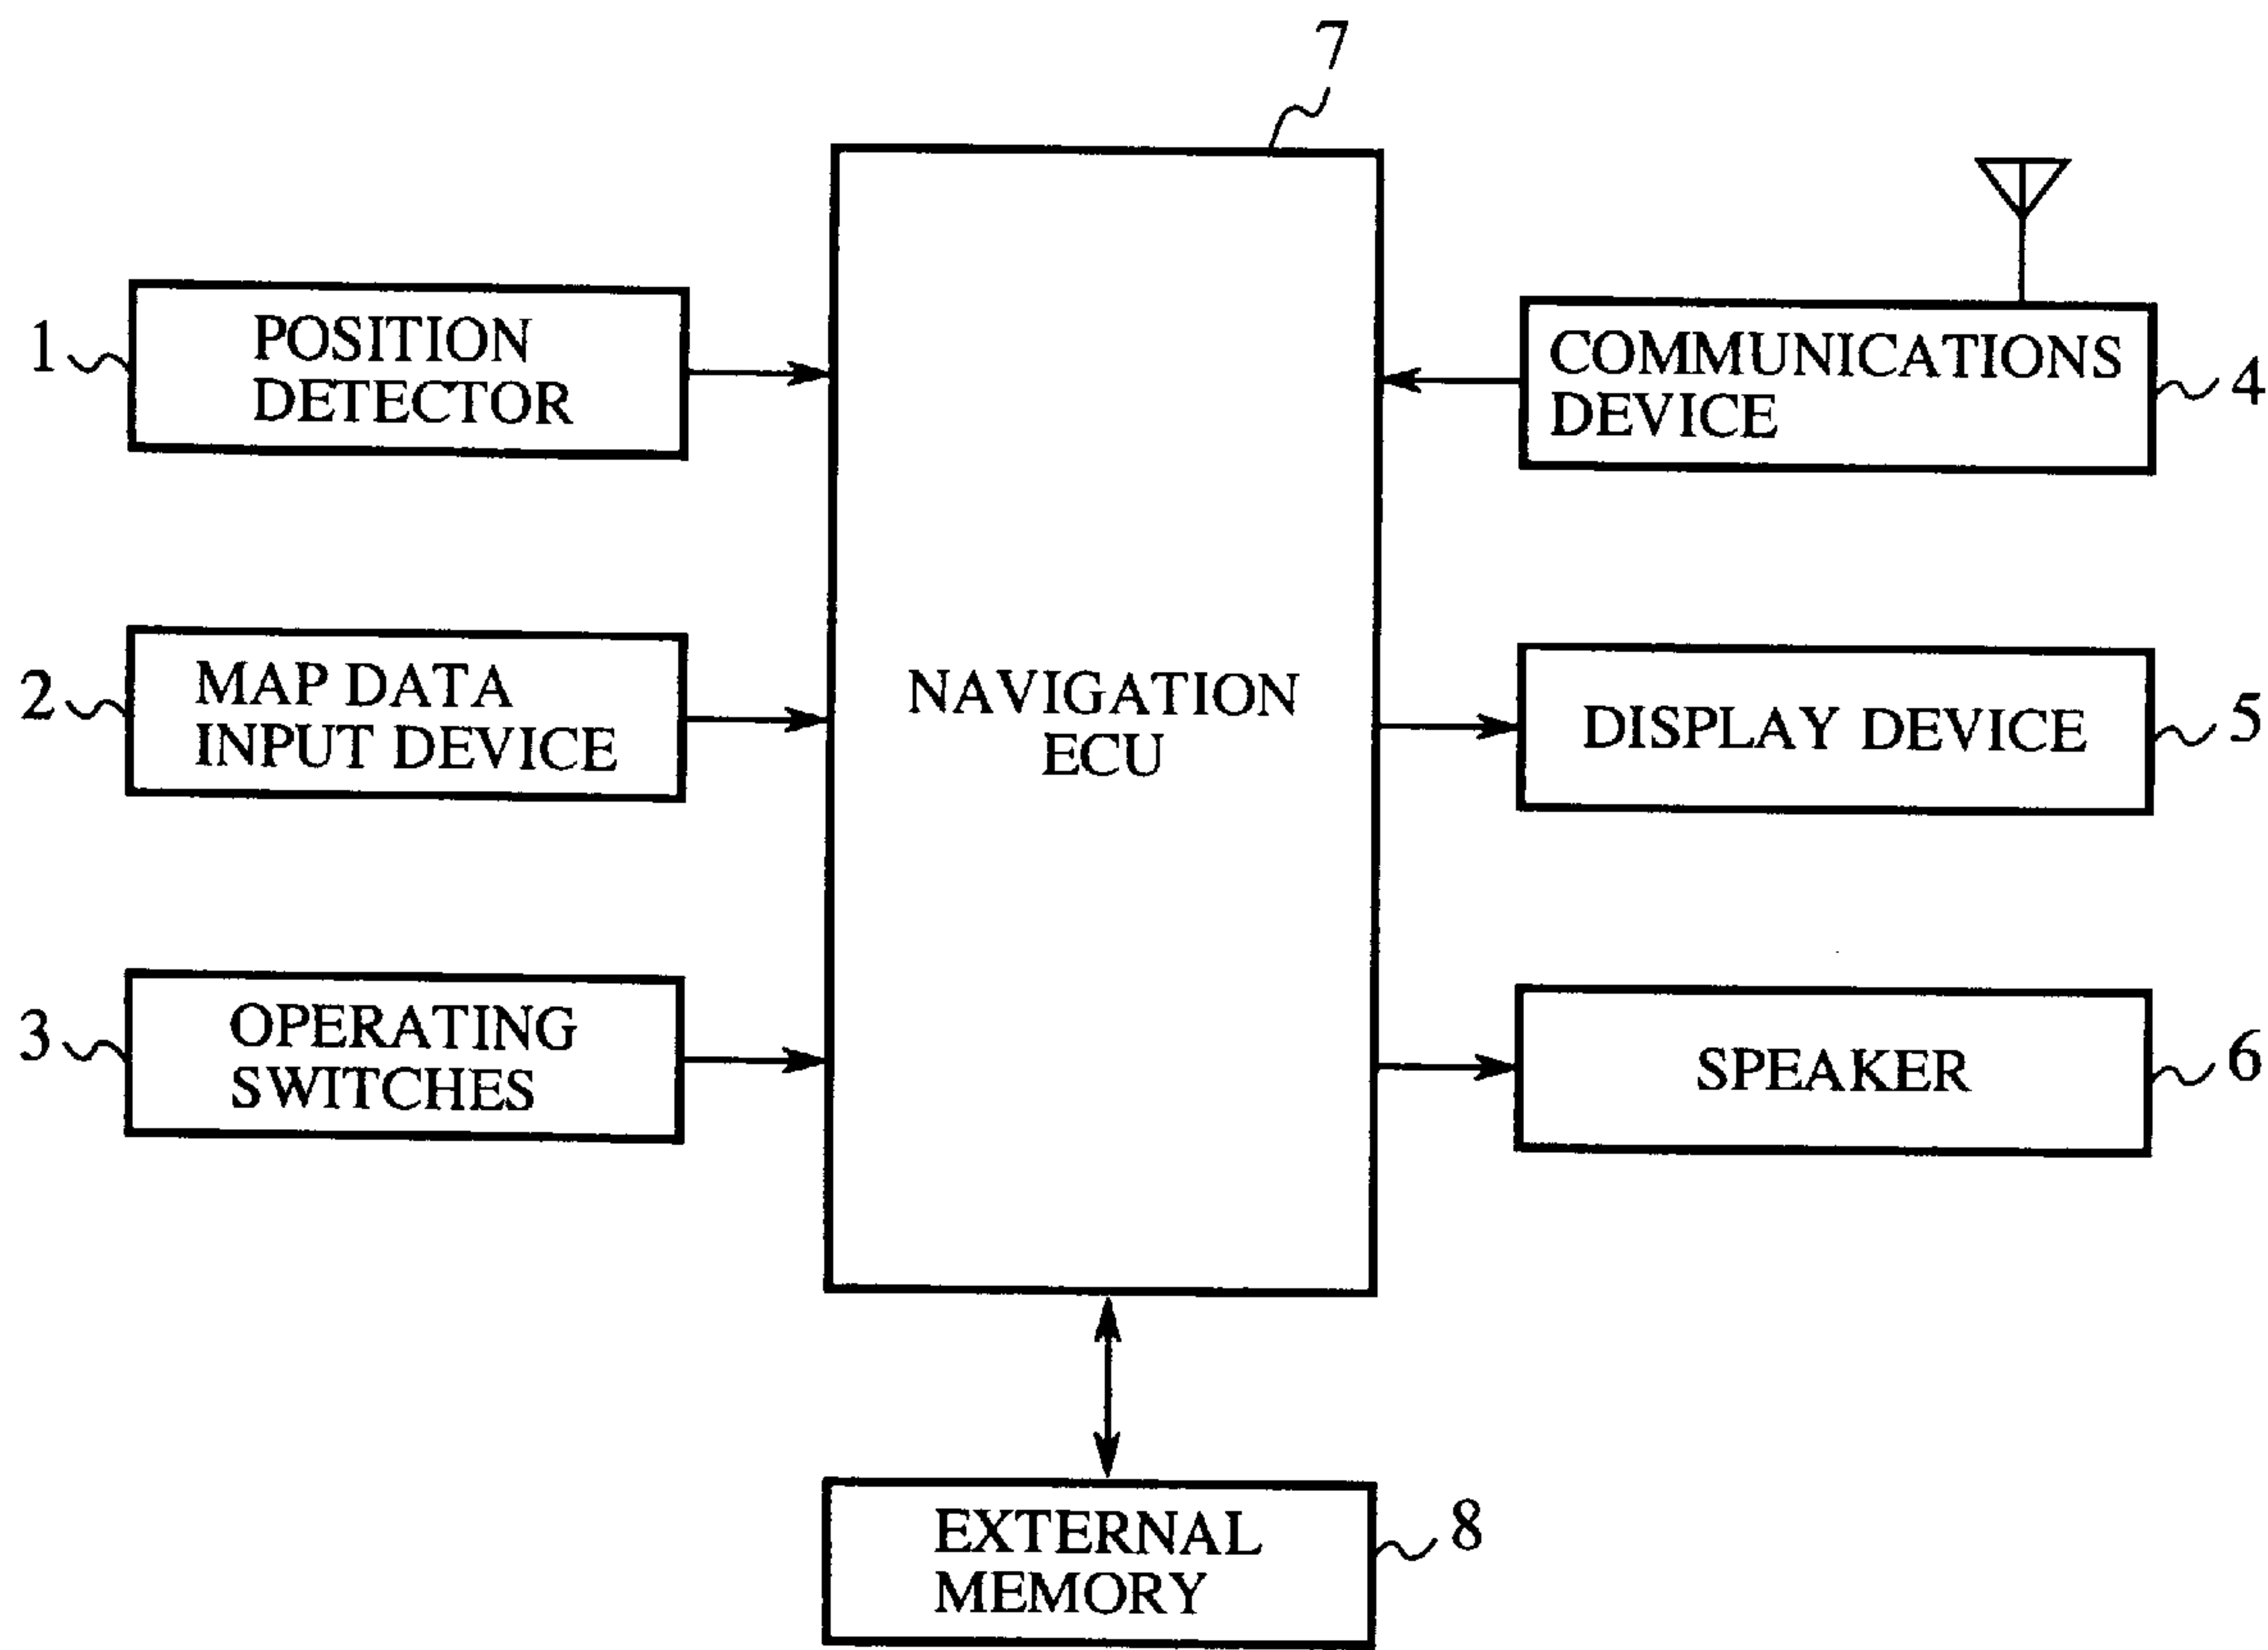 7
1
POSITION
DETECTOR
COMMUNICATIONS
DEVICE
4
2
MAP DATA
INPUT DEVICE
NAVIGATION
ECU
DISPLAY DEVICE
5
3
OPERATING
SWITCHES
SPEAKER
6
EXTERNAL
MEMORY
8